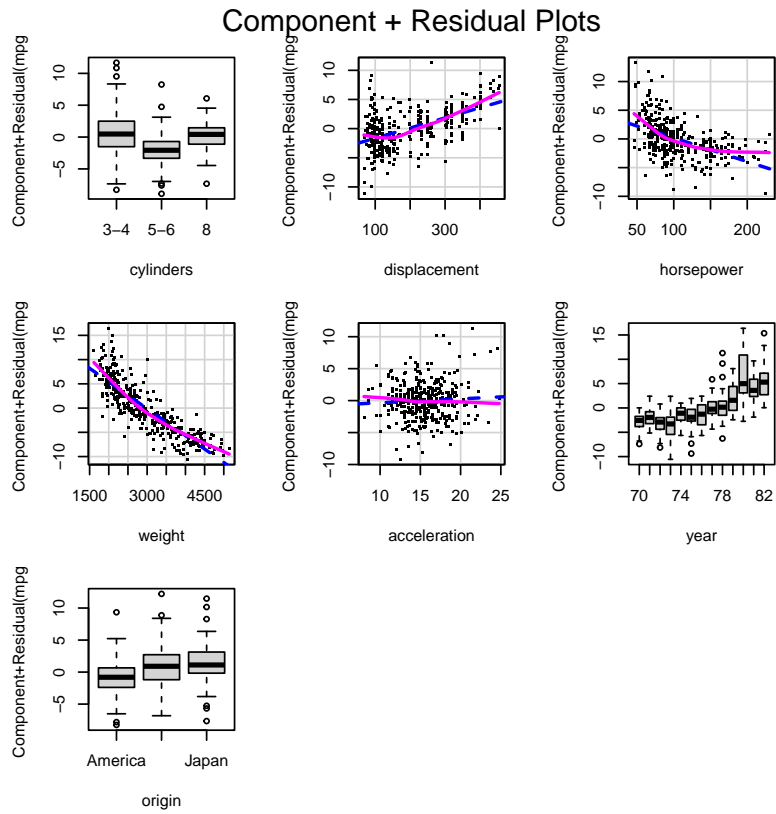 Component + Residual Plots
Component+Residual(mpg
10
5
0
−5
3−4 5−6 8
cylinders
Component+Residual(mpg
10
5
0
−10
100 300
displacement
Component+Residual(mpg
10
5
0
−10
50 100 200
horsepower
Component+Residual(mpg
15
5
0
−10
1500 3000 4500
weight
Component+Residual(mpg
10
5
0
−10
10 15 20 25
acceleration
Component+Residual(mpg
15
5
0
−10
70 74 78 82
year
Component+Residual(mpg
10
5
0
−5
America Japan
origin